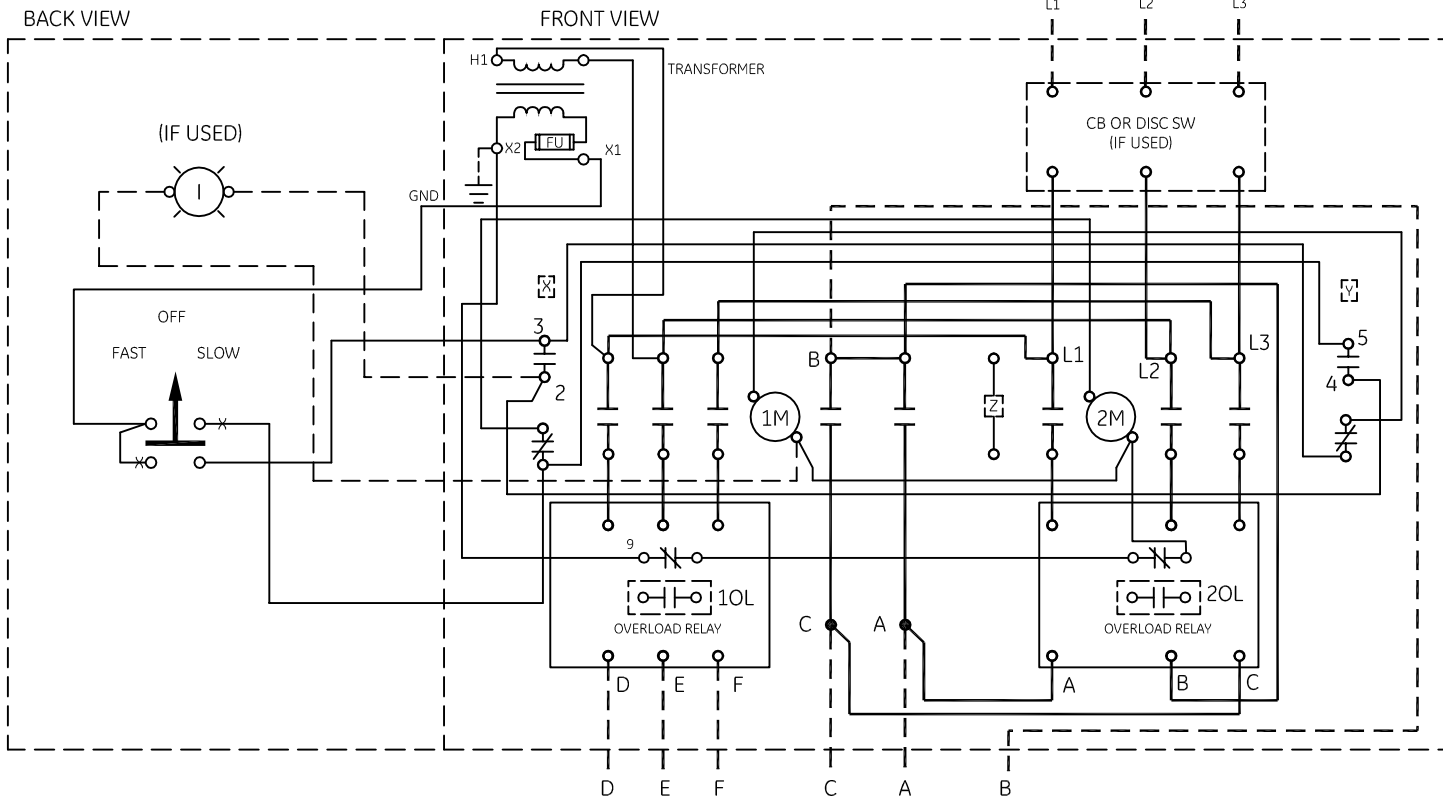 BACK VIEW
FRONT VIEW
L1 L2 L3
H1
TRANSFORMER
CB OR DISC SW
(IF USED)
(IF USED)
FU
X2
X1
I
GND
X
Y
OFF
3
5
FAST
SLOW
B
L1
L2
L3
2
4
1M
Z
2M
X
X
9
1OL
2OL
OVERLOAD RELAY
OVERLOAD RELAY
C
A
D
E
F
A
B
C
D
E
F
C
A
B